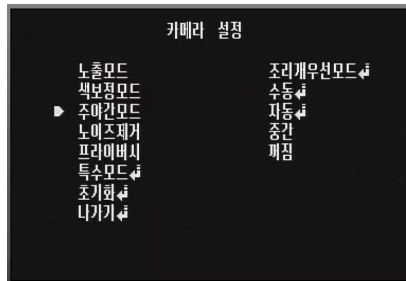 카메라 설정
노출모드 조리개우선모드↲
색보정모드 수동↲
주야간모드 자동↲
노이즈제거 중간
프라이버시 꺼짐
특수모드↲
초기화↲
나가기↲